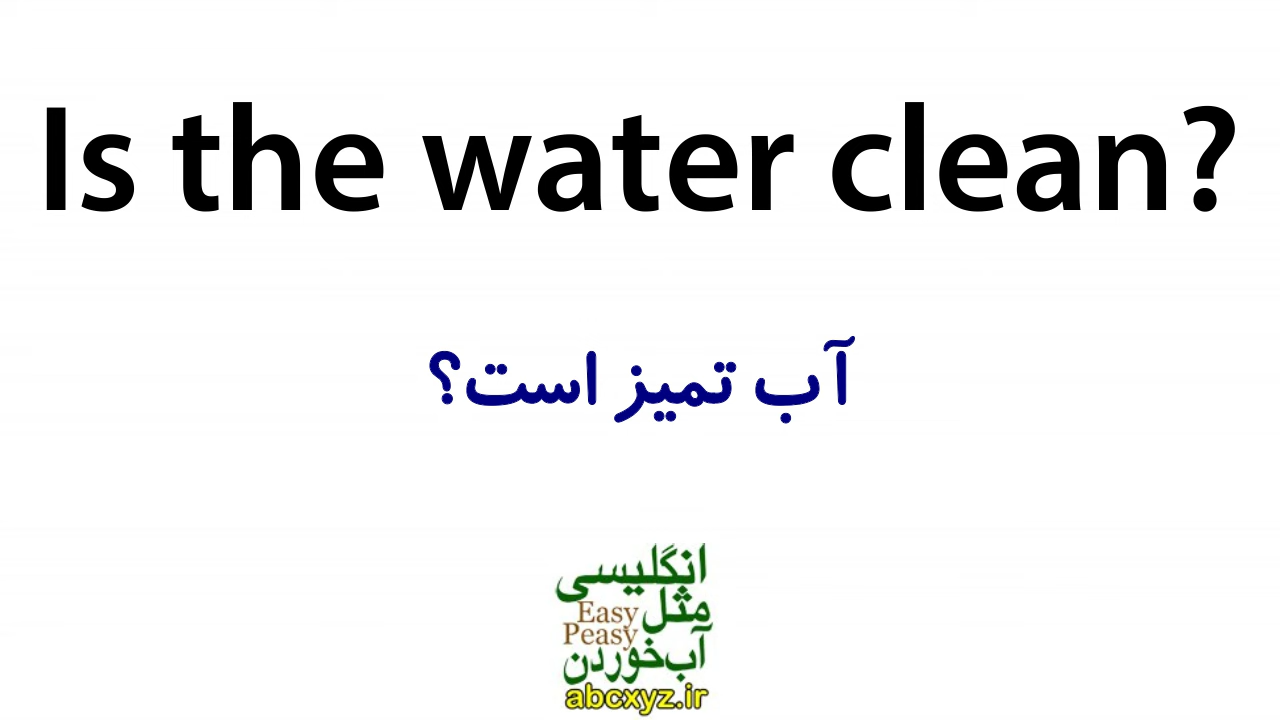 Is the water clean?
آب تمیز است؟
انگلیسی
مثل Easy
Peasy
آب‌خوردن
abcxyz.ir